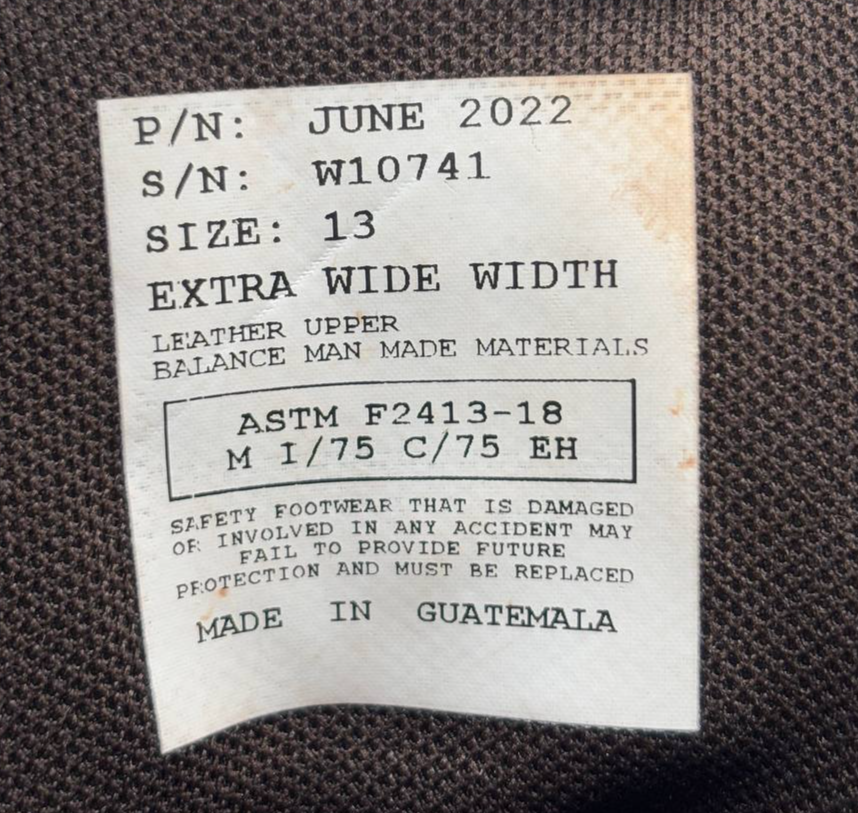 P/N: JUNE 2022
S/N: W10741
SIZE: 13
EXTRA WIDE WIDTH
LEATHER UPPER
BALANCE MAN MADE MATERIALS
ASTM F2413-18
M I/75 C/75 EH
SAFETY FOOTWEAR THAT IS DAMAGED
OR INVOLVED IN ANY ACCIDENT MAY
FAIL TO PROVIDE FUTURE
PROTECTION AND MUST BE REPLACED
MADE IN GUATEMALA